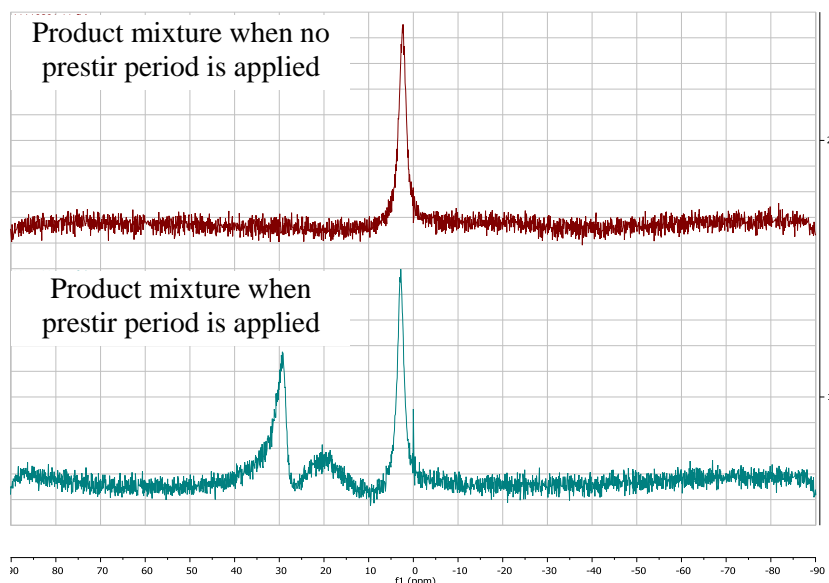 Product mixture when no
prestir period is applied
Product mixture when
prestir period is applied
80 70 60 50 40 30 20 10 0 -10 -20 -30 -40 -50 -60 -70 -80 -90
f1 (ppm)